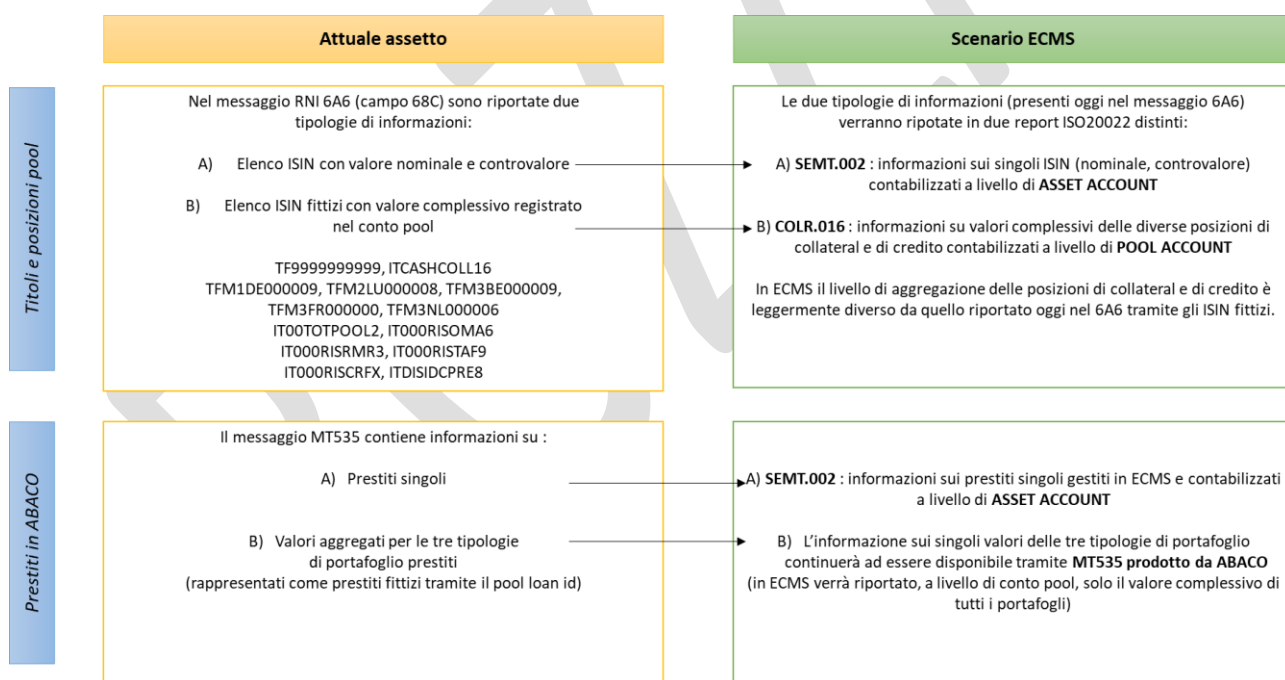 Attuale assetto
Scenario ECMS
Titoli e posizioni pool
Nel messaggio RNI 6A6 (campo 68C) sono riportate due
tipologie di informazioni:
A) Elenco ISIN con valore nominale e controvalore
B) Elenco ISIN fittizi con valore complessivo registrato
nel conto pool
TF9999999999, ITCASHCOLL16
TFM1DE000009, TFM2LU000008, TFM3BE000009,
TFM3FR000000, TFM3NL000006
IT00TOTPOOL2, IT000RISOMA6
IT000RISRMR3, IT000RISTAF9
IT000RISCRFX, ITDISIDCPRE8
Le due tipologie di informazioni (presenti oggi nel messaggio 6A6)
verranno ripotate in due report ISO20022 distinti:
A) SEMT.002 : informazioni sui singoli ISIN (nominale, controvalore)
contabilizzati a livello di ASSET ACCOUNT
B) COLR.016 : informazioni su valori complessivi delle diverse posizioni di
collateral e di credito contabilizzati a livello di POOL ACCOUNT
In ECMS il livello di aggregazione delle posizioni di collateral e di credito è
leggermente diverso da quello riportato oggi nel 6A6 tramite gli ISIN fittizi.
Prestiti in ABACO
Il messaggio MT535 contiene informazioni su :
A) Prestiti singoli
B) Valori aggregati per le tre tipologie
di portafoglio prestiti
(rappresentati come prestiti fittizi tramite il pool loan id)
A) SEMT.002 : informazioni sui prestiti singoli gestiti in ECMS e contabilizzati
a livello di ASSET ACCOUNT
B) L'informazione sui singoli valori delle tre tipologie di portafoglio
continuerà ad essere disponibile tramite MT535 prodotto da ABACO
(in ECMS verrà riportato, a livello di conto pool, solo il valore complessivo di
tutti i portafogli)